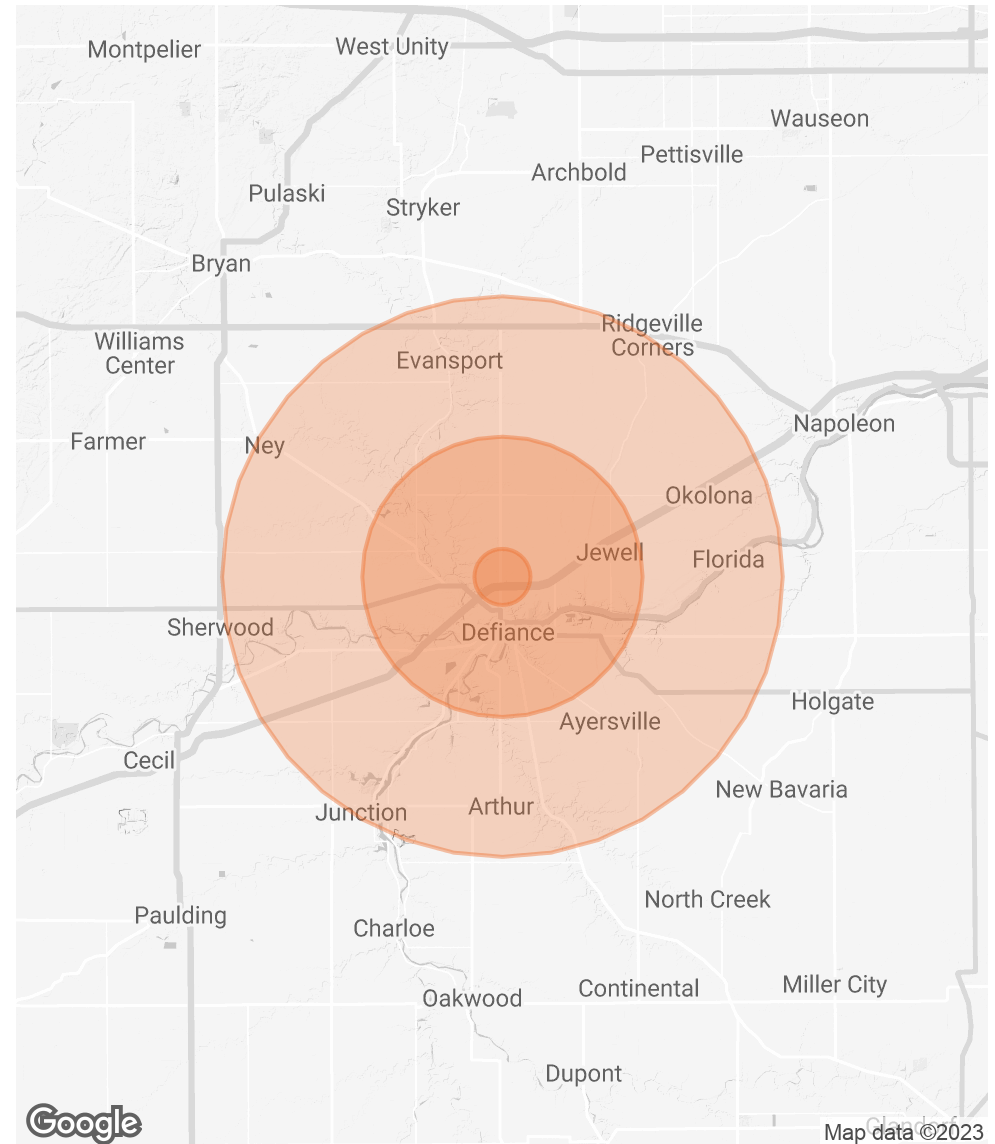 Montpelier
West Unity
Wauseon
Pettisville
Archbold
Pulaski
Stryker
Bryan
Ridgeville
Corners
Williams
Center
Evansport
Napoleon
Farmer
Ney
Okolona
Jewell
Florida
Sherwood
Defiance
Holgate
Ayersville
Cecil
New Bavaria
Junction
Arthur
North Creek
Paulding
Charloe
Miller City
Continental
Oakwood
Dupont
Google
Map data ©2023